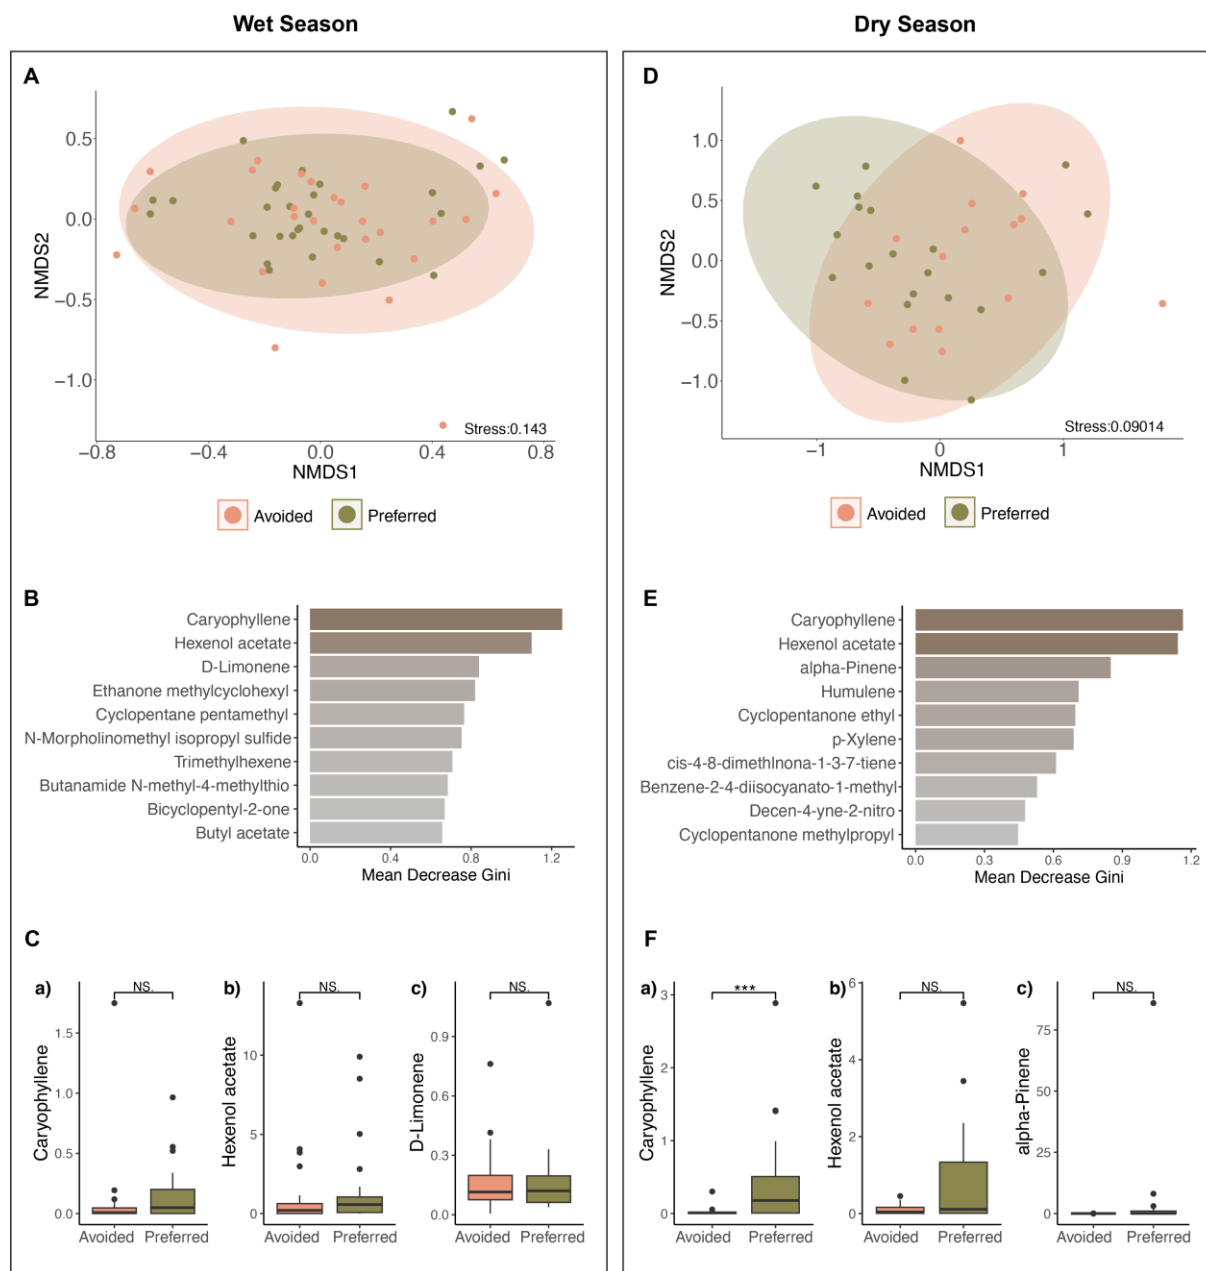 Wet Season
Dry Season
A
NMDS2
0.5
0.0
−0.5
−1.0
Stress:0.143
−0.8
−0.4
0.0
0.4
0.8
NMDS1
Avoided
Preferred
B
Caryophyllene
Hexenol acetate
D-Limonene
Ethanone methylcyclohexyl
Cyclopentane pentamethyl
N-Morpholinomethyl isopropyl sulfide
Trimethylhexene
Butanamide N-methyl-4-methylthio
Bicyclopentyl-2-one
Butyl acetate
0.0
0.4
0.8
1.2
Mean Decrease Gini
C
a)
NS.
Caryophyllene
1.5
1.0
0.5
0.0
Avoided
Preferred
b)
NS.
Hexenol acetate
10
5
0
Avoided
Preferred
c)
NS.
D-Limonene
0.9
0.6
0.3
0.0
Avoided
Preferred
D
NMDS2
1.0
0.5
0.0
−0.5
−1.0
Stress:0.09014
−1
0
1
NMDS1
Avoided
Preferred
E
Caryophyllene
Hexenol acetate
alpha-Pinene
Humulene
Cyclopentanone ethyl
p-Xylene
cis-4-8-dimethlnona-1-3-7-tiene
Benzene-2-4-diisocyanato-1-methyl
Decen-4-yne-2-nitro
Cyclopentanone methylpropyl
0.0
0.3
0.6
0.9
1.2
Mean Decrease Gini
F
a)
***
Caryophyllene
3
2
1
0
Avoided
Preferred
b)
NS.
Hexenol acetate
6
4
2
0
Avoided
Preferred
c)
NS.
alpha-Pinene
75
50
25
0
Avoided
Preferred